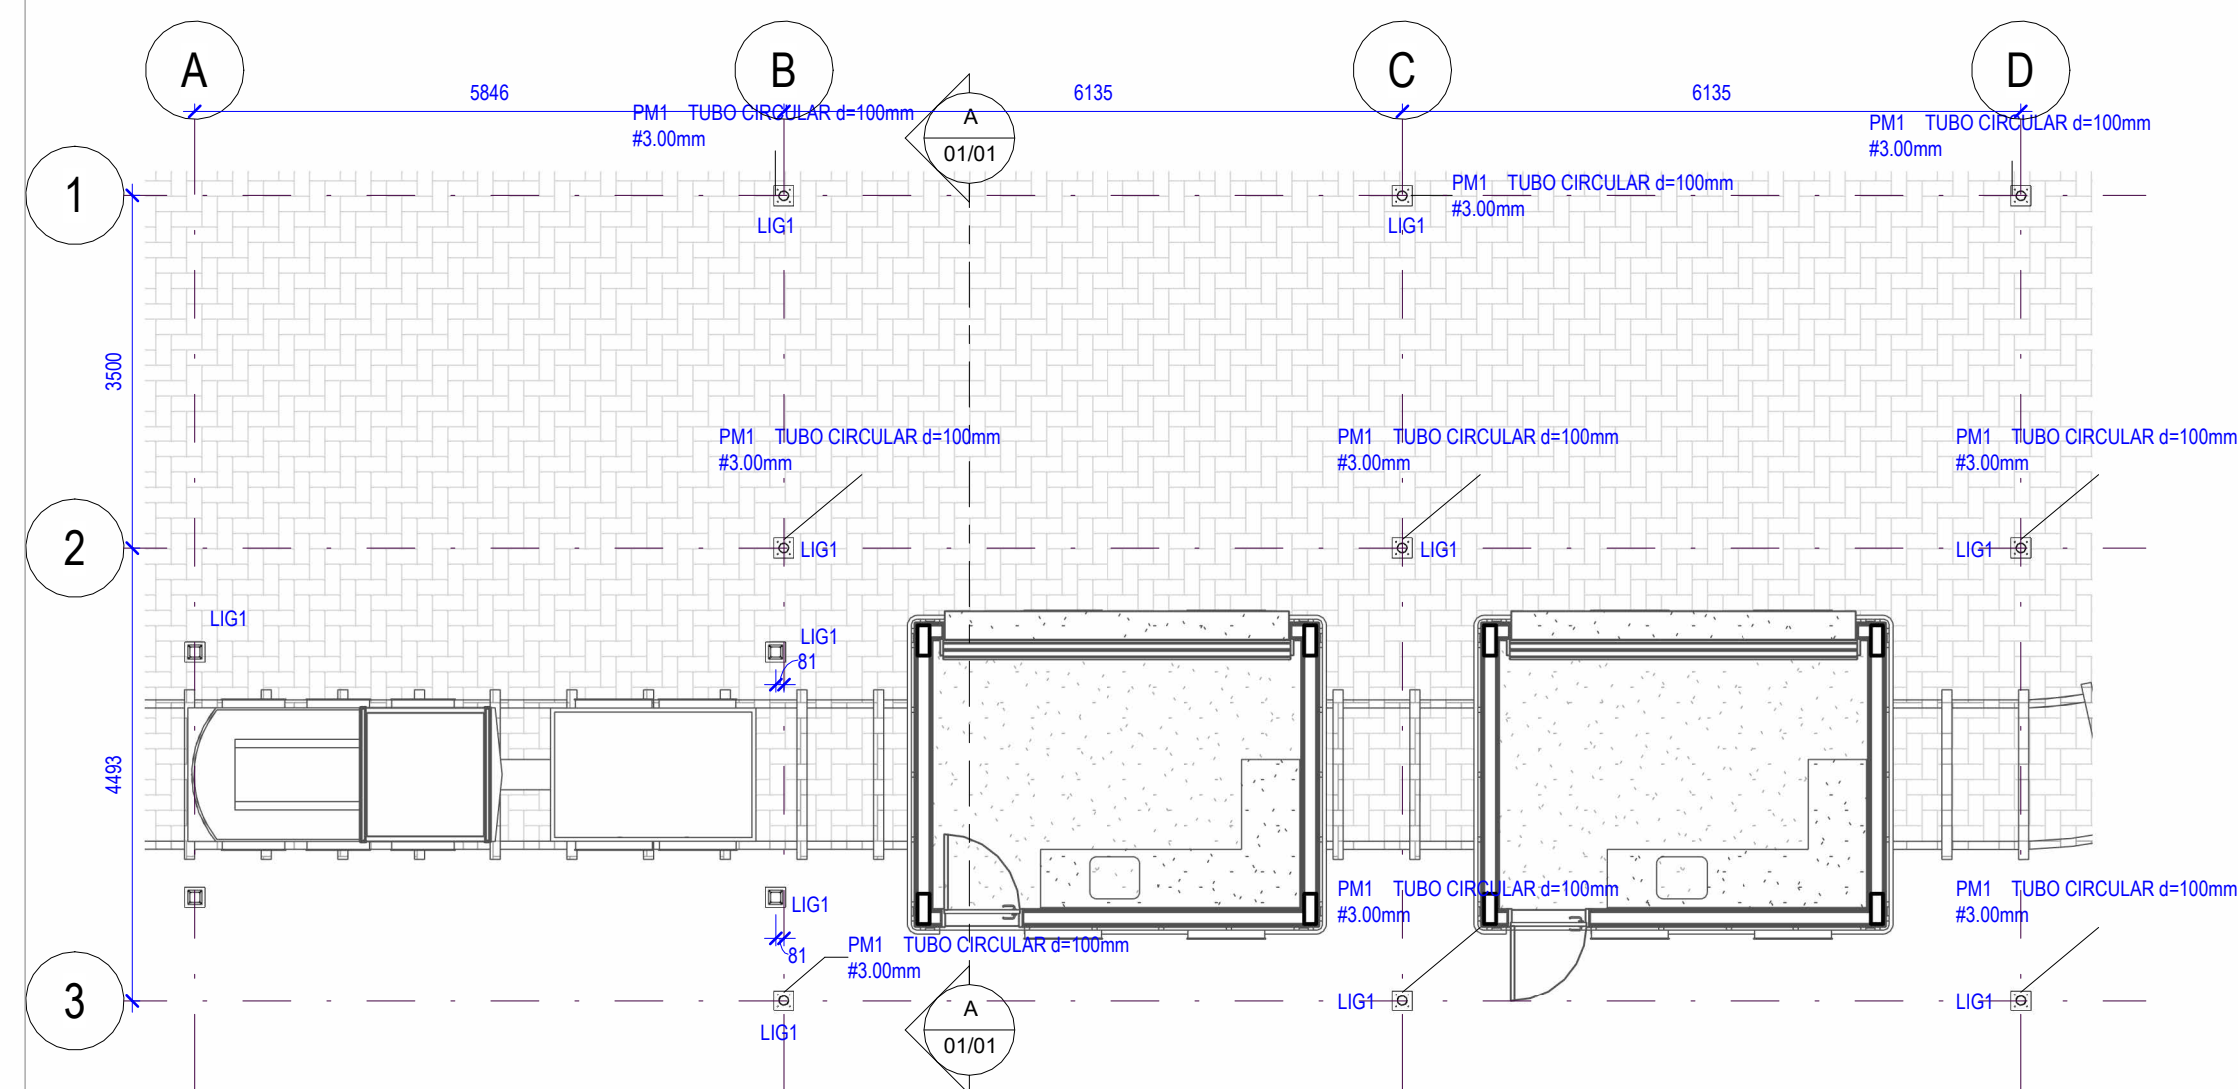 A
B
C
D
5846
6135
6135
PM1 TUBO CIRCULAR d=100mm
#3.00mm
A
01/01
PM1 TUBO CIRCULAR d=100mm
#3.00mm
1
PM1 TUBO CIRCULAR d=100mm
#3.00mm
LIG1
LIG1
3500
PM1 TUBO CIRCULAR d=100mm
#3.00mm
PM1 TUBO CIRCULAR d=100mm
#3.00mm
PM1 TUBO CIRCULAR d=100mm
#3.00mm
2
LIG1
LIG1
LIG1
LIG1
LIG1
81
4493
PM1 TUBO CIRCULAR d=100mm
#3.00mm
PM1 TUBO CIRCULAR d=100mm
#3.00mm
LIG1
81
PM1 TUBO CIRCULAR d=100mm
#3.00mm
3
LIG1
LIG1
LIG1
A
01/01